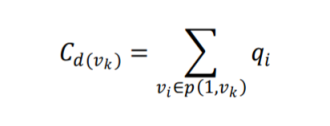 C_{d(v_k)} = \sum_{v_i \in p(1,v_k)} q_i